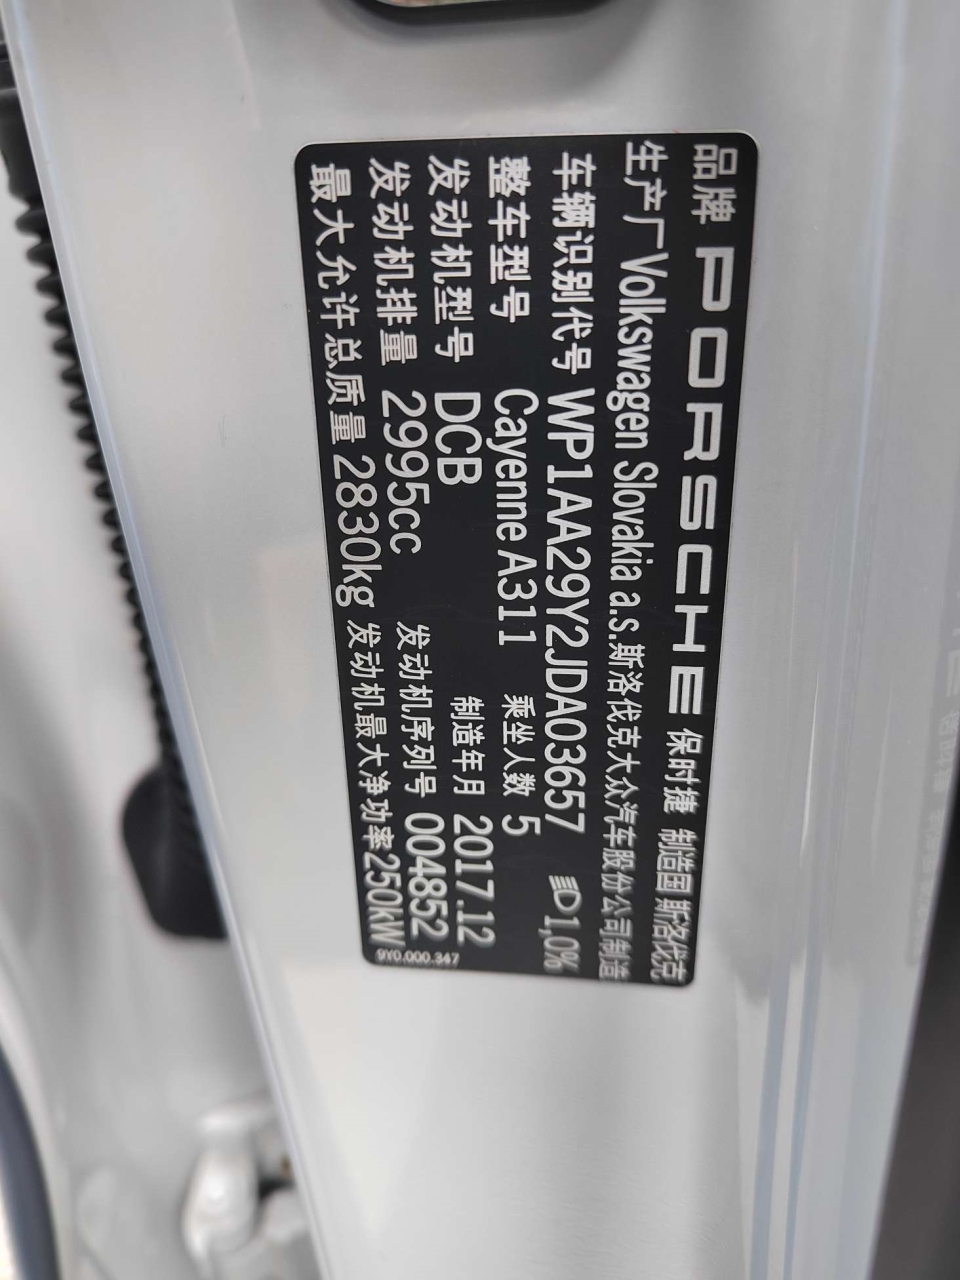 品牌 PORSCHE 保时捷 制造国 斯洛伐克
生产厂 Volkswagen Slovakia a.s.斯洛伐克大众汽车股份公司制造
车辆识别代号 WP1AA29Y2JDA03657 1,0%
整车型号 Cayenne A311 乘坐人数 5
发动机型号 DCB 制造年月 2017.12
发动机排量 2995cc 发动机序列号 004852
最大允许总质量 2830kg 发动机最大净功率250kW
9Y0.000.347